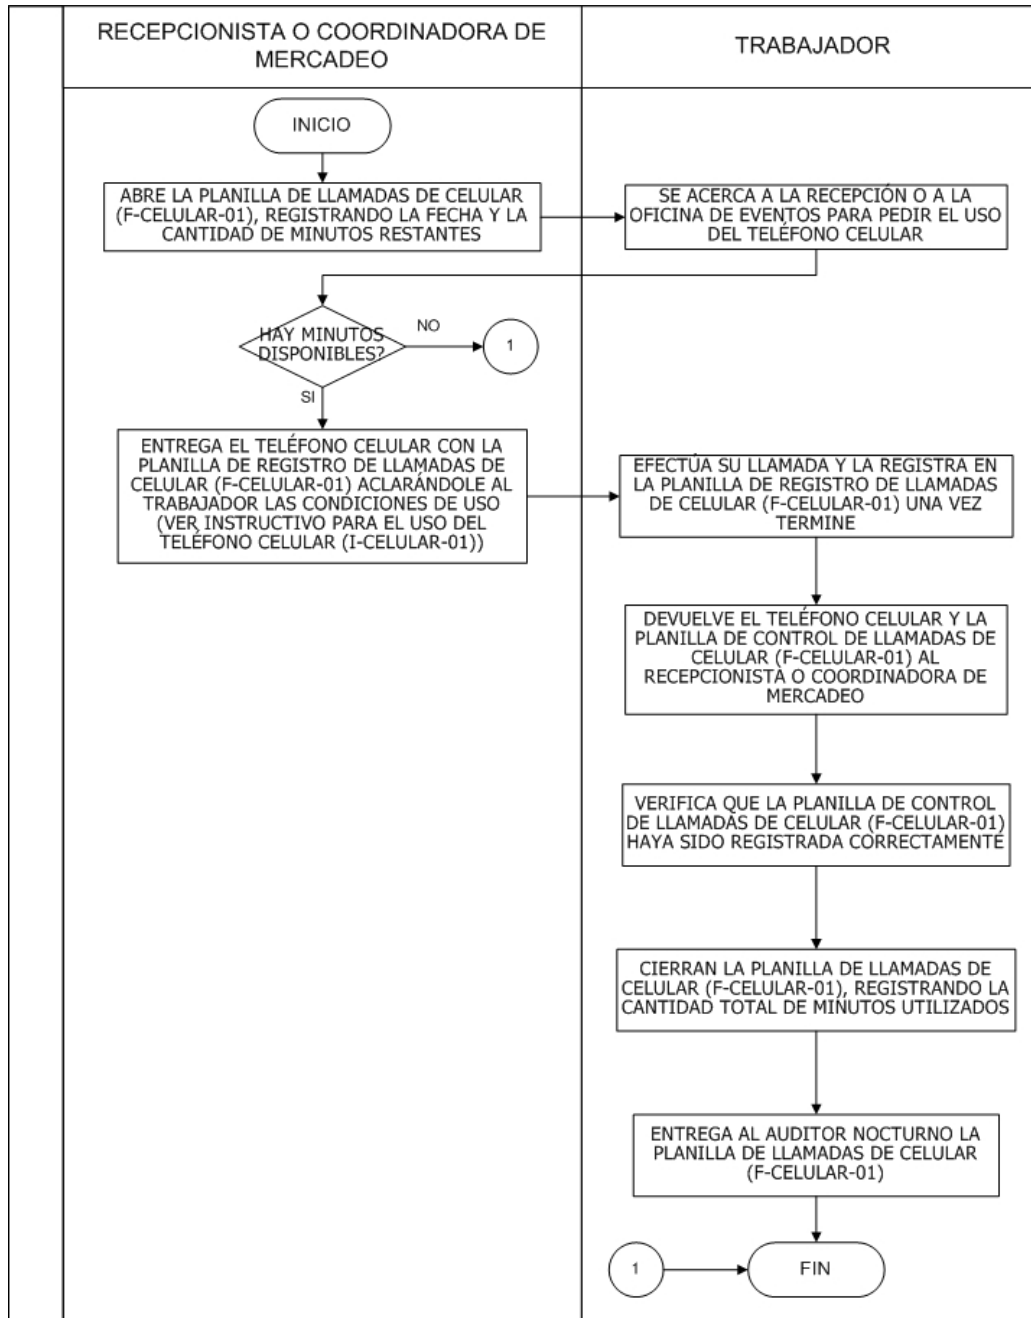 RECEPCIONISTA O COORDINADORA DE
MERCADEO
TRABAJADOR
INICIO
ABRE LA PLANILLA DE LLAMADAS DE CELULAR
(F-CELULAR-01), REGISTRANDO LA FECHA Y LA
CANTIDAD DE MINUTOS RESTANTES
SE ACERCA A LA RECEPCIÓN O A LA
OFICINA DE EVENTOS PARA PEDIR EL USO
DEL TELÉFONO CELULAR
HAY MINUTOS
DISPONIBLES?
NO
1
SI
ENTREGA EL TELÉFONO CELULAR CON LA
PLANILLA DE REGISTRO DE LLAMADAS DE
CELULAR (F-CELULAR-01) ACLARÁNDOLE AL
TRABAJADOR LAS CONDICIONES DE USO
(VER INSTRUCTIVO PARA EL USO DEL
TELÉFONO CELULAR (I-CELULAR-01))
EFECTÚA SU LLAMADA Y LA REGISTRA EN
LA PLANILLA DE REGISTRO DE LLAMADAS
DE CELULAR (F-CELULAR-01) UNA VEZ
TERMINE
DEVUELVE EL TELÉFONO CELULAR Y LA
PLANILLA DE CONTROL DE LLAMADAS DE
CELULAR (F-CELULAR-01) AL
RECEPCIONISTA O COORDINADORA DE
MERCADEO
VERIFICA QUE LA PLANILLA DE CONTROL
DE LLAMADAS DE CELULAR (F-CELULAR-01)
HAYA SIDO REGISTRADA CORRECTAMENTE
CIERRAN LA PLANILLA DE LLAMADAS DE
CELULAR (F-CELULAR-01), REGISTRANDO LA
CANTIDAD TOTAL DE MINUTOS UTILIZADOS
ENTREGA AL AUDITOR NOCTURNO LA
PLANILLA DE LLAMADAS DE CELULAR
(F-CELULAR-01)
1
FIN